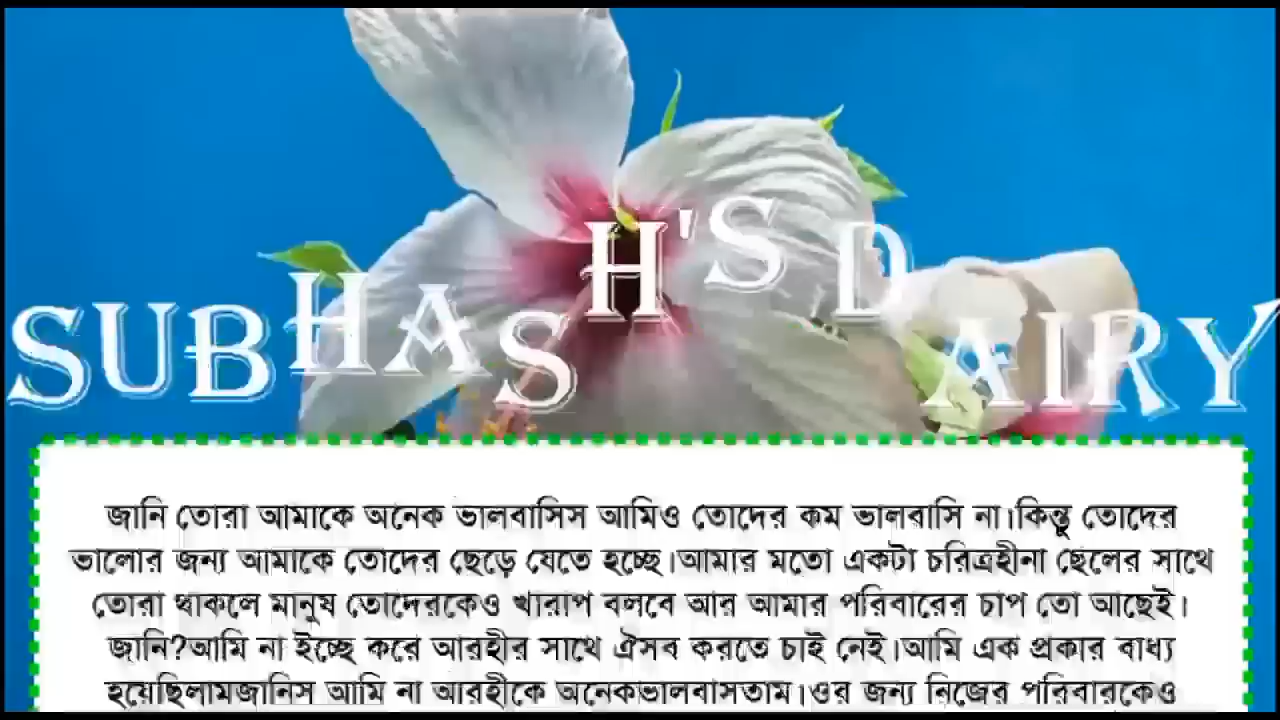 SUBHASH'S DAIRY
জানি তোরা আমাকে অনেক ভালবাসিস আমিও তোদের কম ভালবাসি না।কিন্তু তোদের
ভালোর জন্য আমাকে তোদের ছেড়ে যেতে হচ্ছে।আমার মতো একটা চরিত্রহীনা ছেলের সাথে
তোরা থাকলে মানুষ তোদেরকেও খারাপ বলবে আর আমার পরিবারের চাপ তো আছেই।
জানি?আমি না ইচ্ছে করে আরহীর সাথে ঐসব করতে চাই নেই।আমি এক প্রকার বাধ্য
হয়েছিলামজানিস আমি না আরহীকে অনেকভালবাসতাম।ওর জন্য নিজের পরিবারকেও